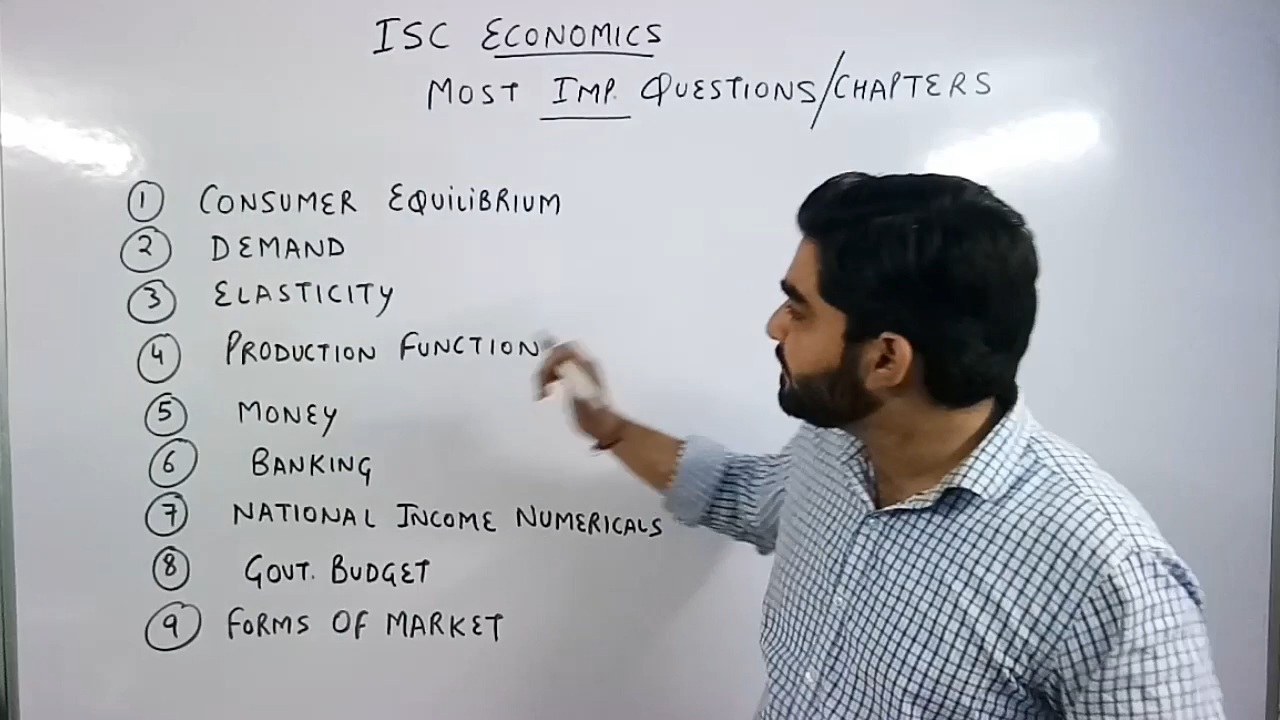 ISC ECONOMICS
MOST IMP. QUESTIONS/CHAPTERS
1 CONSUMER EQUILIBRIUM
2 DEMAND
3 ELASTICITY
4 PRODUCTION FUNCTION
5 MONEY
6 BANKING
7 NATIONAL INCOME NUMERICALS
8 GOVT. BUDGET
9 FORMS OF MARKET